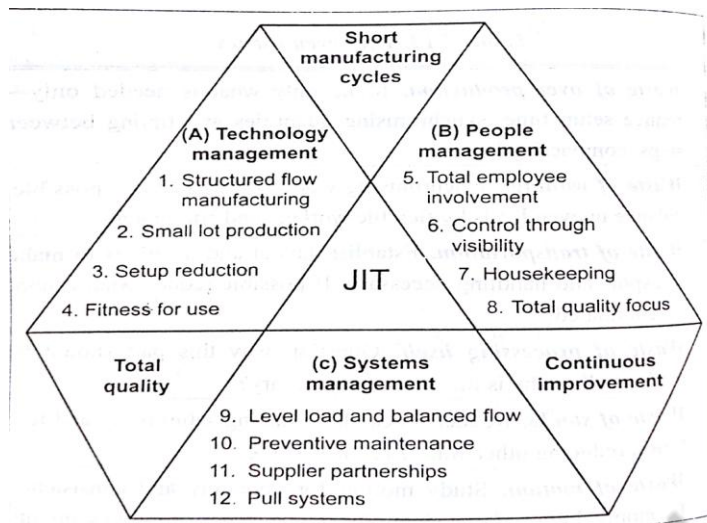 Short
manufacturing
cycles
(A) Technology
management
1. Structured flow
manufacturing
2. Small lot production
3. Setup reduction
4. Fitness for use
(B) People
management
5. Total employee
involvement
6. Control through
visibility
7. Housekeeping
8. Total quality focus
JIT
Total
quality
(c) Systems
management
9. Level load and balanced flow
10. Preventive maintenance
11. Supplier partnerships
12. Pull systems
Continuous
improvement